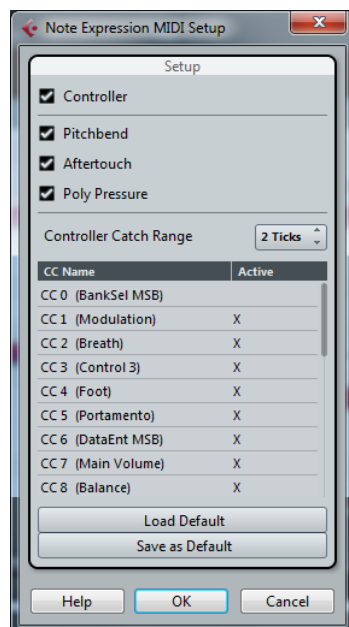 Note Expression MIDI Setup
Setup
Controller
Pitchbend
Aftertouch
Poly Pressure
Controller Catch Range 2 Ticks
CC Name Active
CC 0 (BankSel MSB)
CC 1 (Modulation) X
CC 2 (Breath) X
CC 3 (Control 3) X
CC 4 (Foot) X
CC 5 (Portamento) X
CC 6 (DataEnt MSB) X
CC 7 (Main Volume) X
CC 8 (Balance) X
Load Default
Save as Default
Help OK Cancel